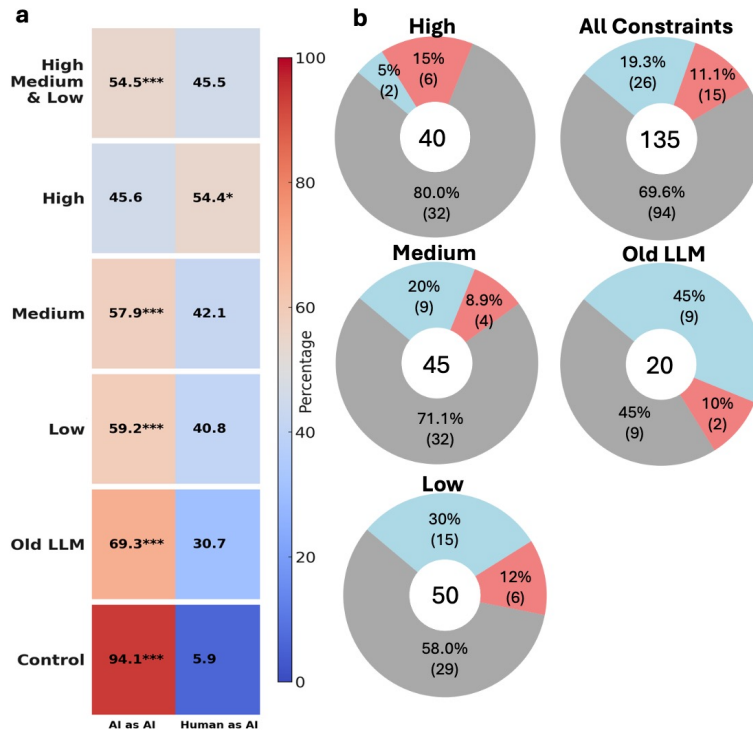 a
High
Medium
& Low
54.5***
45.5
High
45.6
54.4*
Medium
57.9***
42.1
Low
59.2***
40.8
Old LLM
69.3***
30.7
Control
94.1***
5.9
AI as AI
Human as AI
100
80
60
40
20
0
Percentage
b
High
5%
(2)
15%
(6)
40
80.0%
(32)
All Constraints
19.3%
(26)
11.1%
(15)
135
69.6%
(94)
Medium
20%
(9)
8.9%
(4)
45
71.1%
(32)
Old LLM
45%
(9)
20
45%
(9)
10%
(2)
Low
30%
(15)
12%
(6)
50
58.0%
(29)